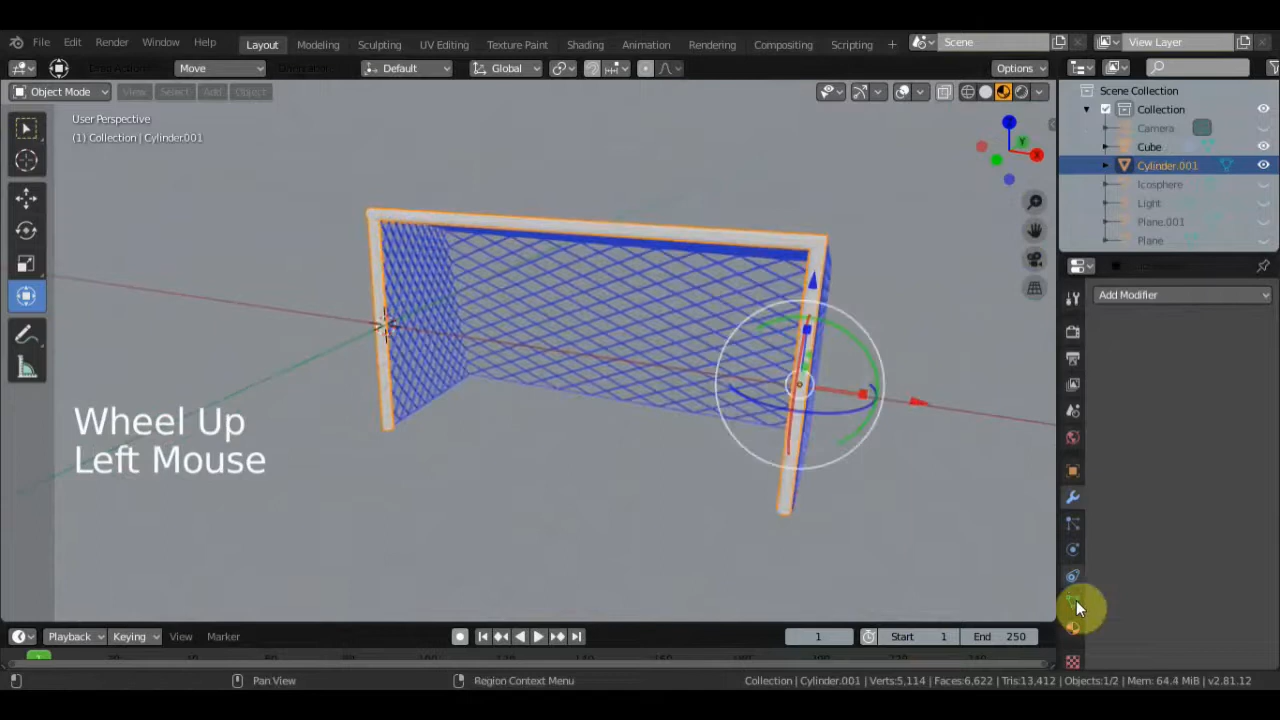 File Edit Render Window Help Layout Modeling Sculpting UV Editing Texture Paint Shading Animation Rendering Compositing Scripting + Scene View Layer
Move Default Global Options
Object Mode View Select Add Object
Scene Collection
User Perspective
(1) Collection | Cylinder.001
Collection
Camera
Cube
Cylinder.001
Icosphere
Light
Plane.001
Plane
Z
Y
X
Add Modifier
Wheel Up
Left Mouse
Playback Keying View Marker 1 Start 1 End 250
1
Pan View Region Context Menu Collection | Cylinder.001 | Verts:5,114 | Faces:6,622 | Tris:13,412 | Objects:1/2 | Mem: 64.4 MiB | v2.81.12